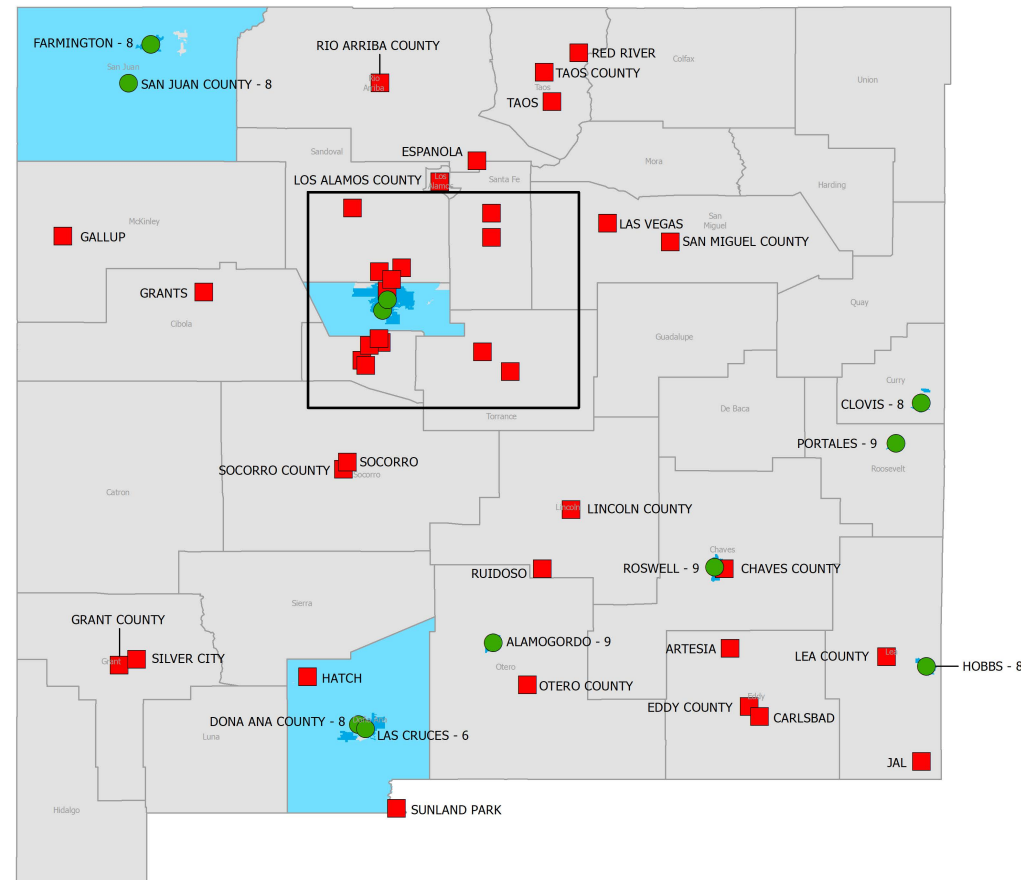 RIO ARRIBA COUNTY
FARMINGTON - 8
RED RIVER
Colfax
San Juan
TAOS COUNTY
Union
SAN JUAN COUNTY - 8
Rio
Arriba
Taos
TAOS
Sandoval
ESPANOLA
Mora
LOS ALAMOS COUNTY
Los
Alamos
Santa Fe
Harding
McKinley
San
Miguel
LAS VEGAS
GALLUP
SAN MIGUEL COUNTY
GRANTS
Quay
Cibola
Guadalupe
Curry
CLOVIS - 8
De Baca
Torrance
PORTALES - 9
SOCORRO
SOCORRO COUNTY
Socorro
Roosevelt
Catron
Lincoln
LINCOLN COUNTY
Chaves
RUIDOSO
ROSWELL - 9
CHAVES COUNTY
Sierra
GRANT COUNTY
ALAMOGORDO - 9
ARTESIA
Grant
SILVER CITY
Otero
LEA COUNTY
Lea
HOBBS - 8
HATCH
OTERO COUNTY
Eddy
EDDY COUNTY
CARLSBAD
DONA ANA COUNTY - 8
Luna
LAS CRUCES - 6
JAL
Hidalgo
SUNLAND PARK